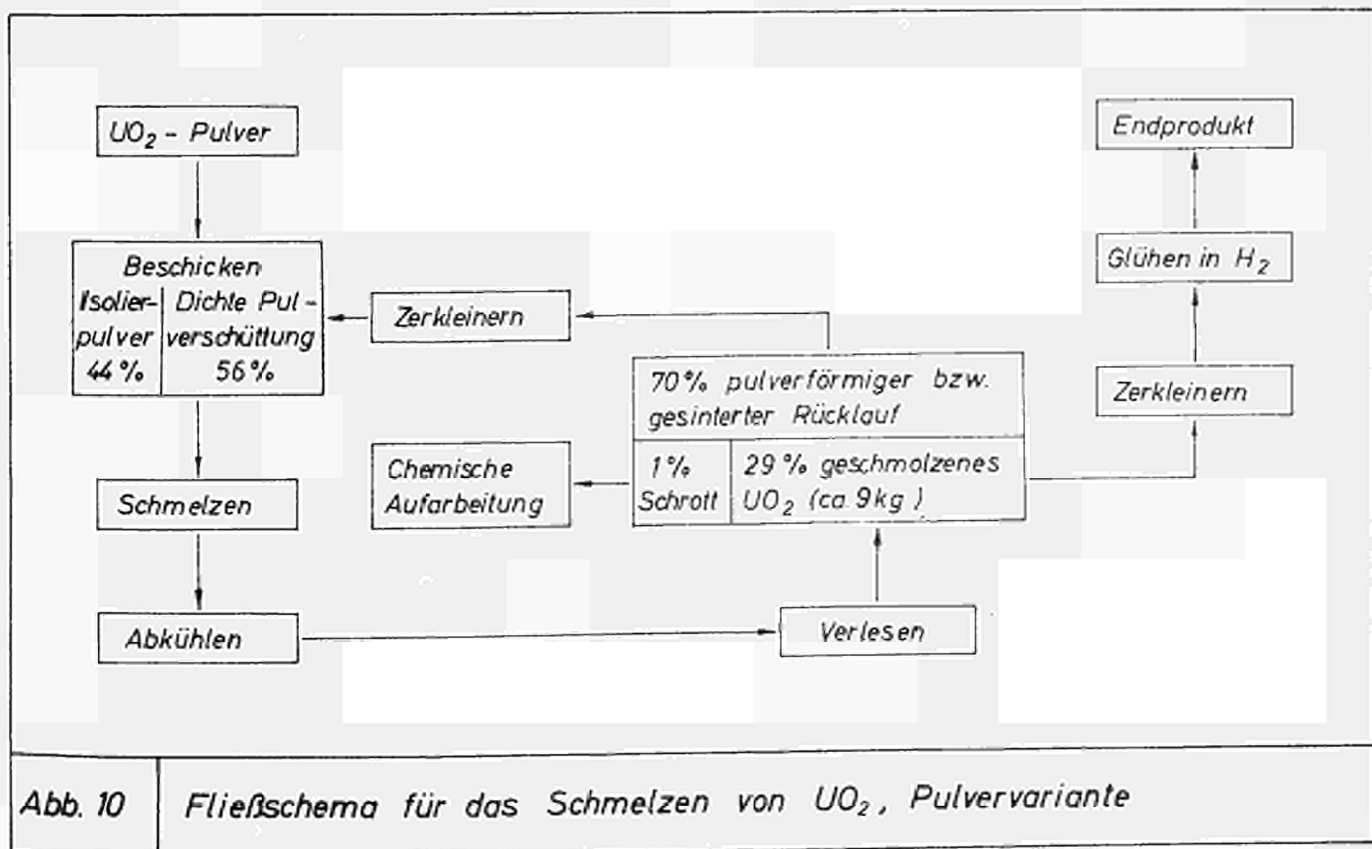 UO₂ - Pulver
Beschicken
Isolier-
pulver
44 %
Dichte Pul-
verschüttung
56 %
Schmelzen
Abkühlen
Zerkleinern
Chemische
Aufarbeitung
70 % pulverförmiger bzw.
gesinterter Rücklauf
1 %
Schrott
29 % geschmolzenes
UO₂ (ca. 9 kg)
Verlesen
Endprodukt
Glühen in H₂
Zerkleinern
Abb. 10
Fließschema für das Schmelzen von UO₂, Pulvervariante